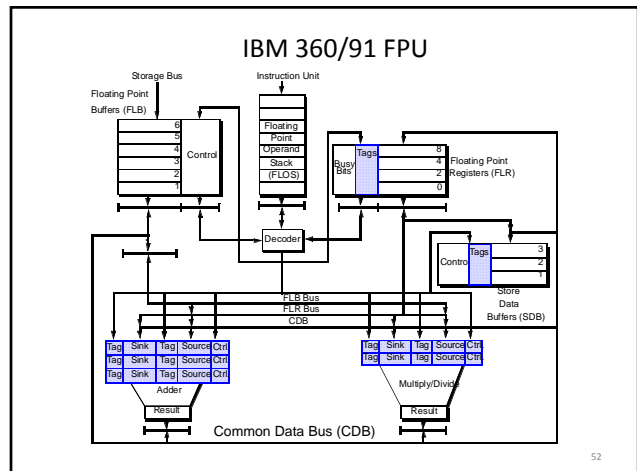 IBM 360/91 FPU
Storage Bus
Instruction Unit
Floating Point
Buffers (FLB)
6
5
4
3
2
1
Control
Floating
Point
Operand
Stack
(FLOS)
Busy
Bits
Tags
8
4
2
0
Floating Point
Registers (FLR)
Decoder
Control
Tags
3
2
1
Store
Data
Buffers (SDB)
FLB Bus
FLR Bus
CDB
Tag Sink Tag Source Ctrl.
Tag Sink Tag Source Ctrl.
Tag Sink Tag Source Ctrl.
Tag Sink Tag Source Ctrl.
Tag Sink Tag Source Ctrl.
Adder
Multiply/Divide
Result
Result
Common Data Bus (CDB)
52